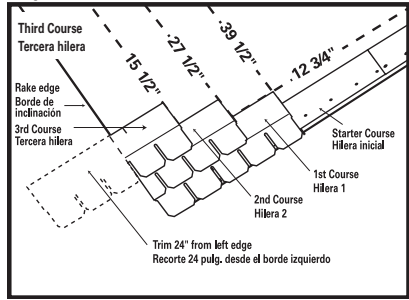 Third Course
Tercera hilera
15 1/2"
27 1/2"
39 1/2"
12 3/4"
Rake edge
Borde de
inclinación
3rd Course
Tercera hilera
Starter Course
Hilera inicial
1st Course
Hilera 1
2nd Course
Hilera 2
Trim 24" from left edge
Recorte 24 pulg. desde el borde izquierdo